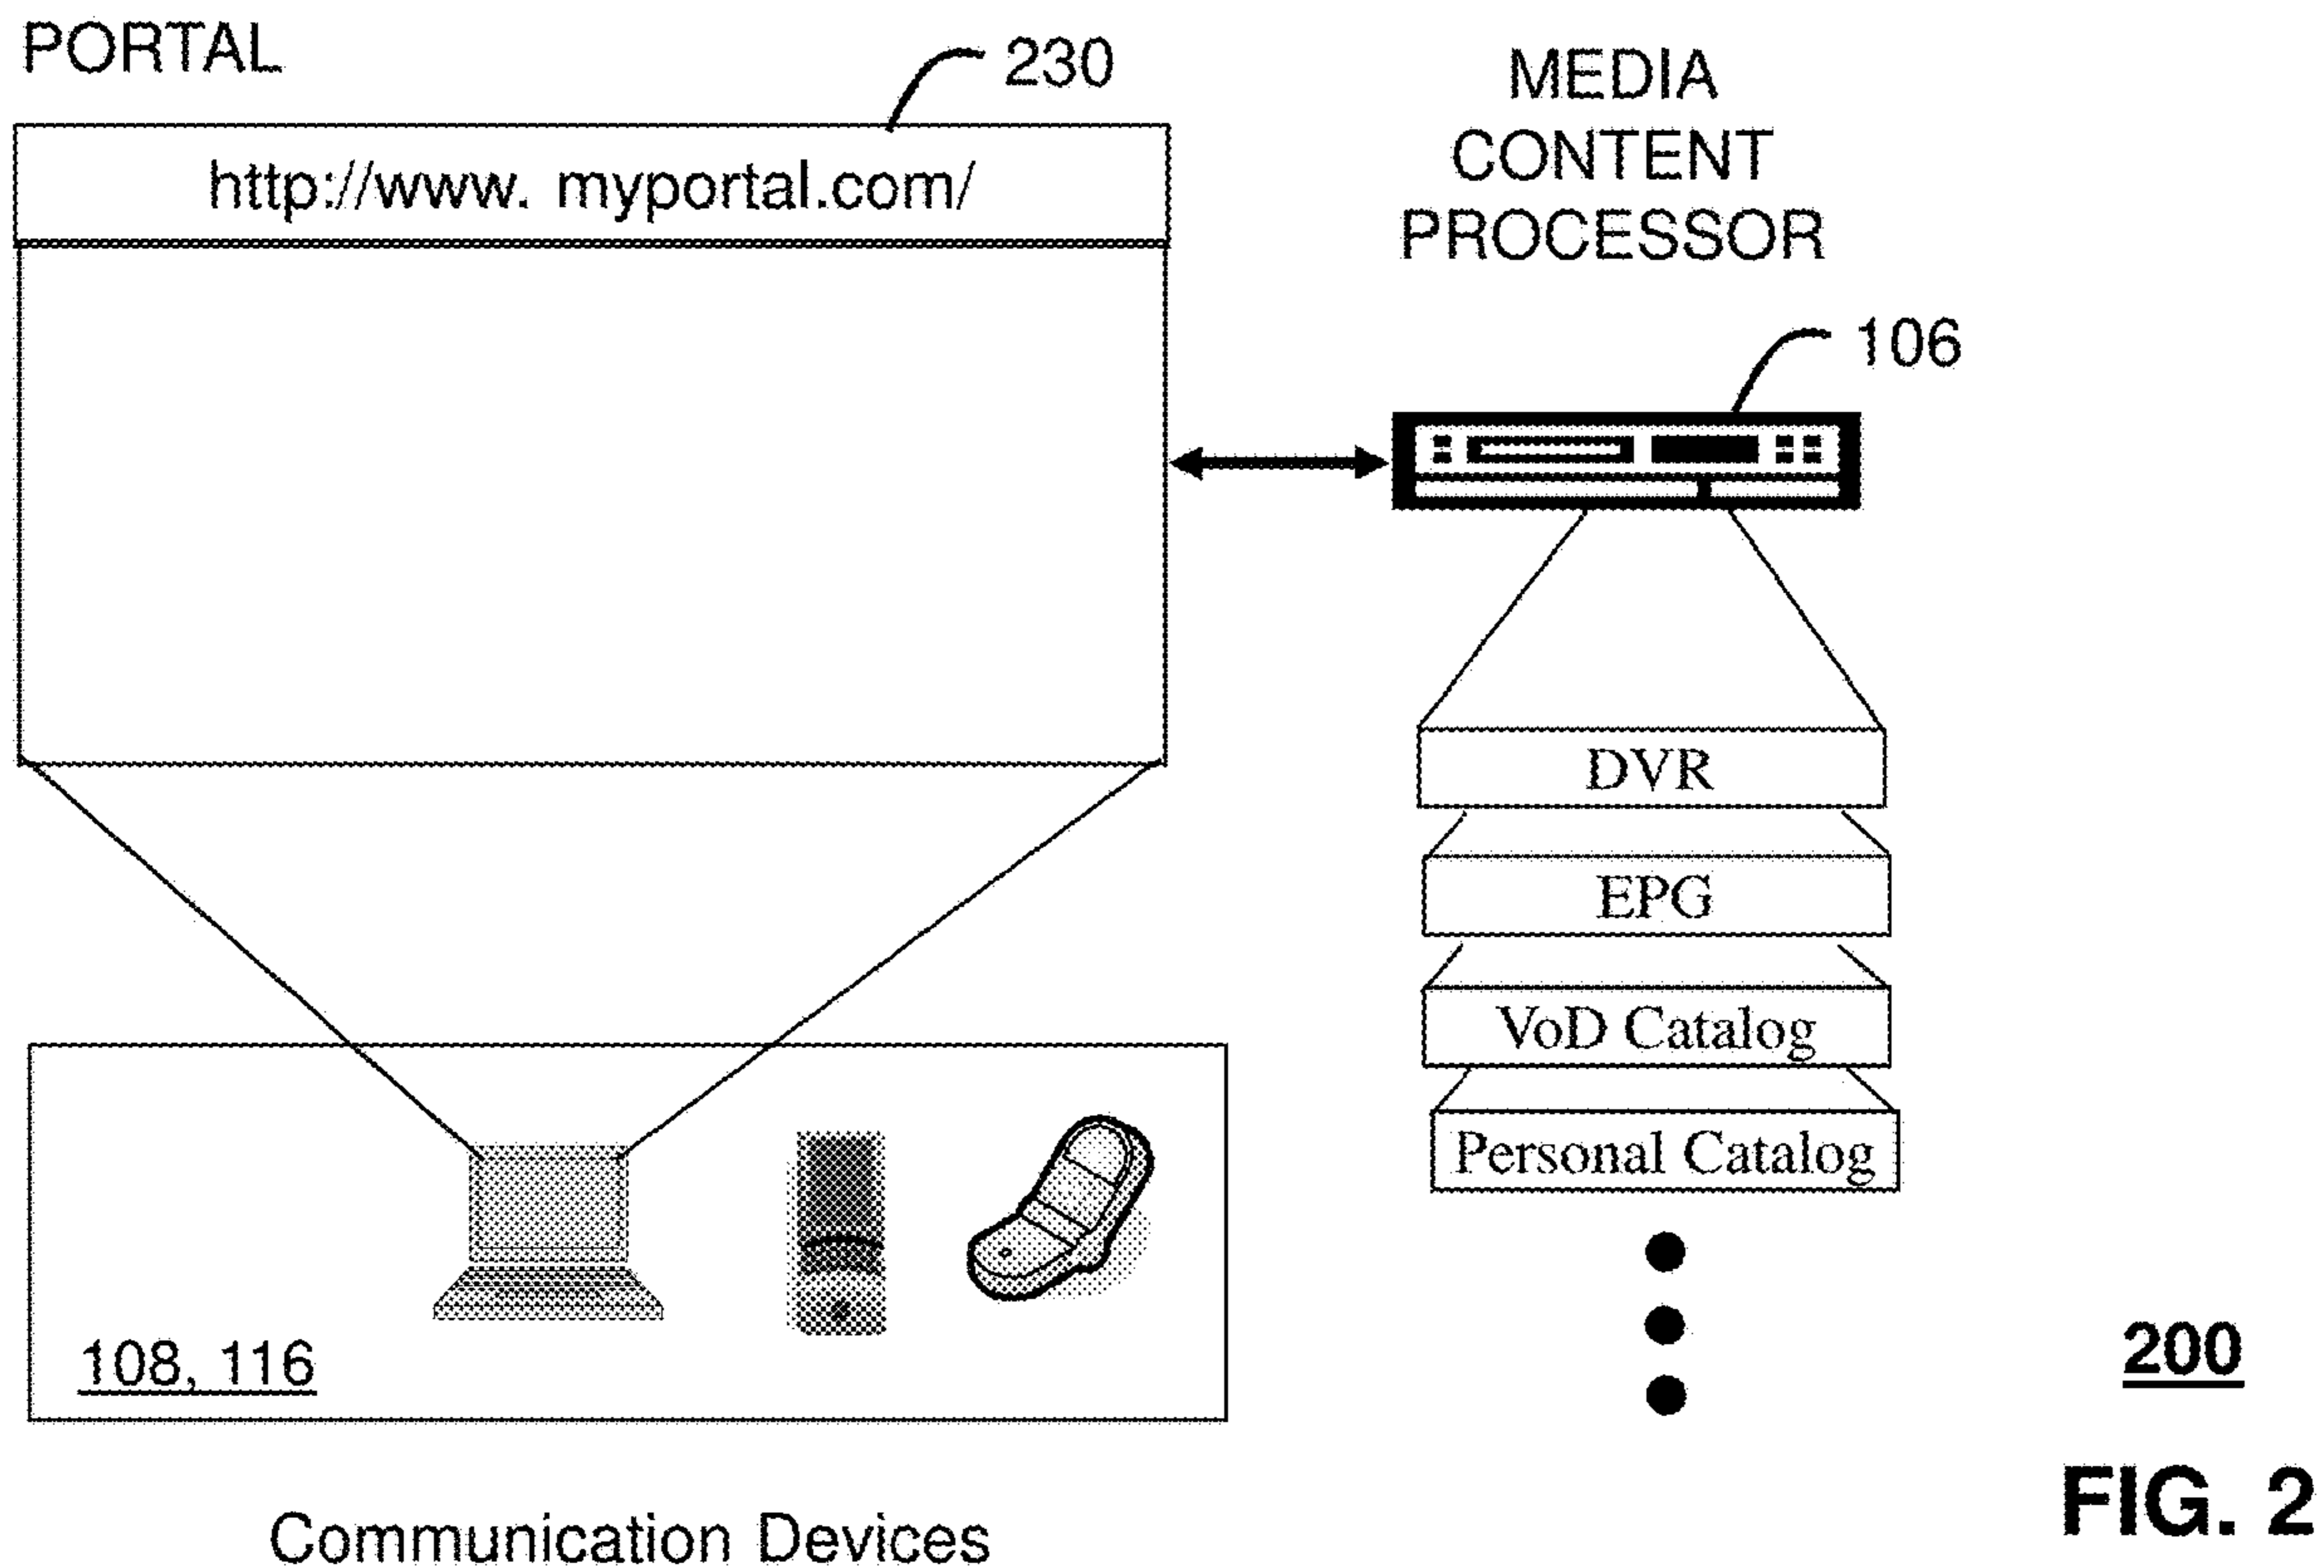 PORTAL
230
http://www. myportal.com/
MEDIA
CONTENT
PROCESSOR
106
DVR
EPG
VoD Catalog
Personal Catalog
108, 116
Communication Devices
200
FIG. 2